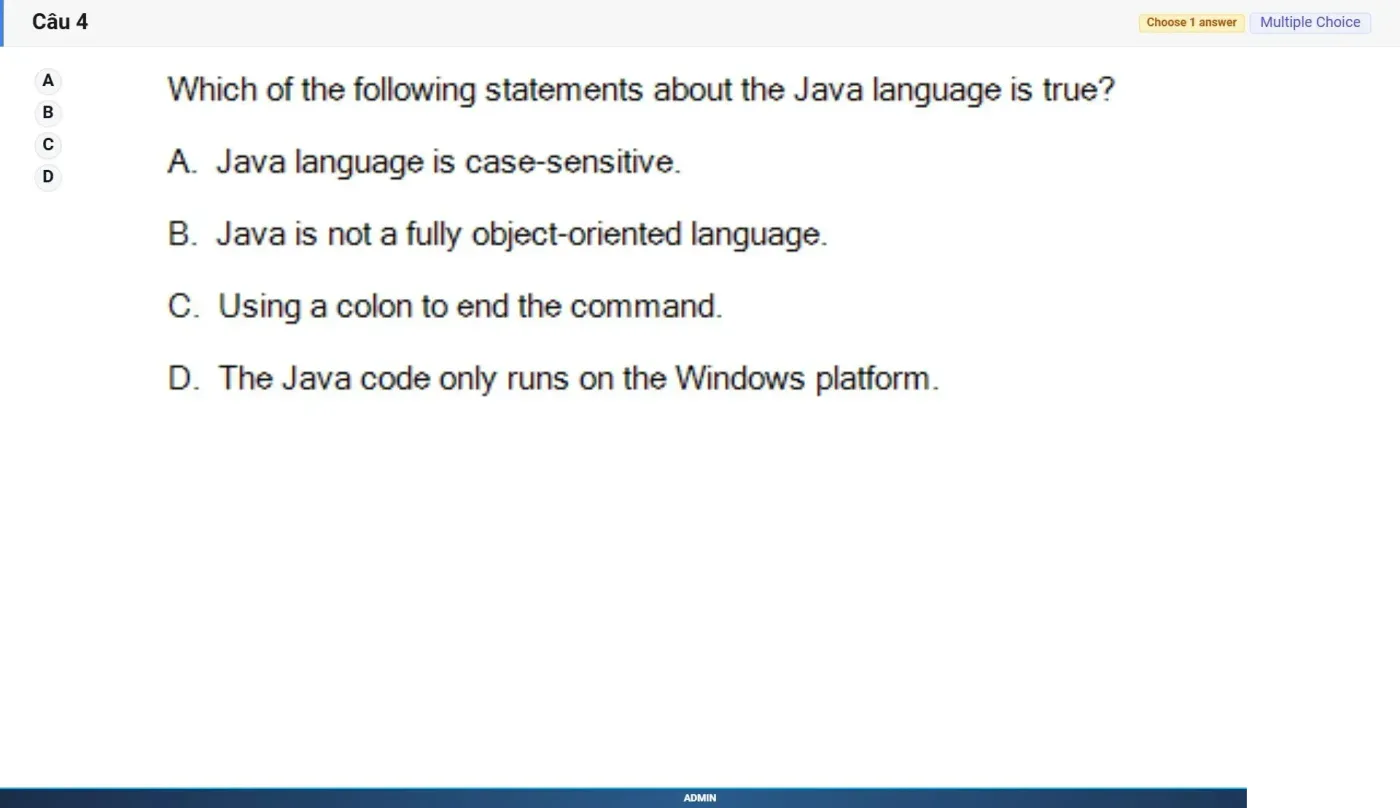 Câu 4
Choose 1 answer
Multiple Choice
A
B
C
D
Which of the following statements about the Java language is true?
A. Java language is case-sensitive.
B. Java is not a fully object-oriented language.
C. Using a colon to end the command.
D. The Java code only runs on the Windows platform.
ADMIN